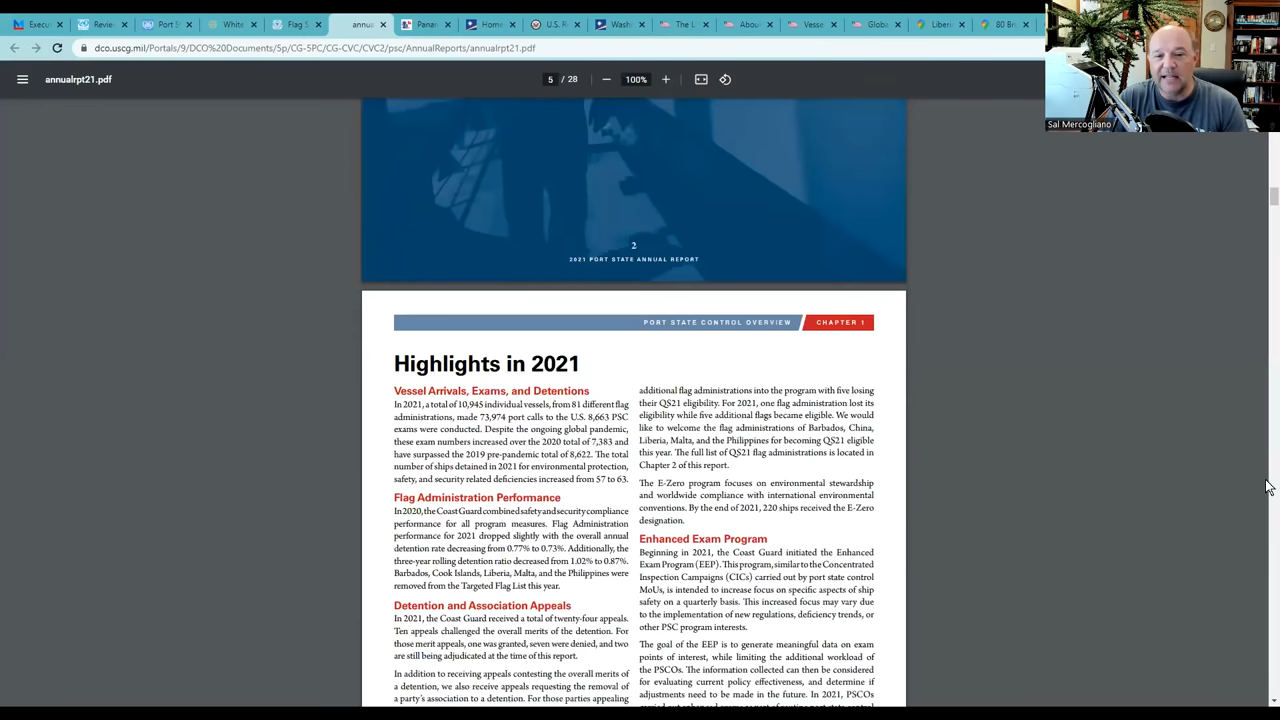 Execu
Review
Port S
White
Flag S
annua
Panam
Home
U.S. R
Wash
The L
About
Vesse
Globa
Liberi
80 Br
dco.uscg.mil/Portals/9/DCO%20Documents/5p/CG-5PC/CG-CVC/CVC2/psc/AnnualReports/annualrpt21.pdf
annualrpt21.pdf
5 / 28
100%
Sal Mercogliano
2
2021 PORT STATE ANNUAL REPORT
PORT STATE CONTROL OVERVIEW
CHAPTER 1
Highlights in 2021
Vessel Arrivals, Exams, and Detentions
In 2021, a total of 10,945 individual vessels, from 81 different flag
administrations, made 73,974 port calls to the U.S. 8,663 PSC
exams were conducted. Despite the ongoing global pandemic,
these exam numbers increased over the 2020 total of 7,383 and
have surpassed the 2019 pre-pandemic total of 8,622. The total
number of ships detained in 2021 for environmental protection,
safety, and security related deficiencies increased from 57 to 63.
Flag Administration Performance
In 2020, the Coast Guard combined safety and security compliance
performance for all program measures. Flag Administration
performance for 2021 dropped slightly with the overall annual
detention rate decreasing from 0.77% to 0.73%. Additionally, the
three-year rolling detention ratio decreased from 1.02% to 0.87%.
Barbados, Cook Islands, Liberia, Malta, and the Philippines were
removed from the Targeted Flag List this year.
Detention and Association Appeals
In 2021, the Coast Guard received a total of twenty-four appeals.
Ten appeals challenged the overall merits of the detention. For
those merit appeals, one was granted, seven were denied, and two
are still being adjudicated at the time of this report.
In addition to receiving appeals contesting the overall merits of
a detention, we also receive appeals requesting the removal of
a party's association to a detention. For those parties appealing
additional flag administrations into the program with five losing
their QS21 eligibility. For 2021, one flag administration lost its
eligibility while five additional flags became eligible. We would
like to welcome the flag administrations of Barbados, China,
Liberia, Malta, and the Philippines for becoming QS21 eligible
this year. The full list of QS21 flag administrations is located in
Chapter 2 of this report.
The E-Zero program focuses on environmental stewardship
and worldwide compliance with international environmental
conventions. By the end of 2021, 220 ships received the E-Zero
designation.
Enhanced Exam Program
Beginning in 2021, the Coast Guard initiated the Enhanced
Exam Program (EEP). This program, similar to the Concentrated
Inspection Campaigns (CICs) carried out by port state control
MoUs, is intended to increase focus on specific aspects of ship
safety on a quarterly basis. This increased focus may vary due
to the implementation of new regulations, deficiency trends, or
other PSC program interests.
The goal of the EEP is to generate meaningful data on exam
points of interest, while limiting the additional workload of
the PSCOs. The information collected can then be considered
for evaluating current policy effectiveness, and determine if
adjustments need to be made in the future. In 2021, PSCOs